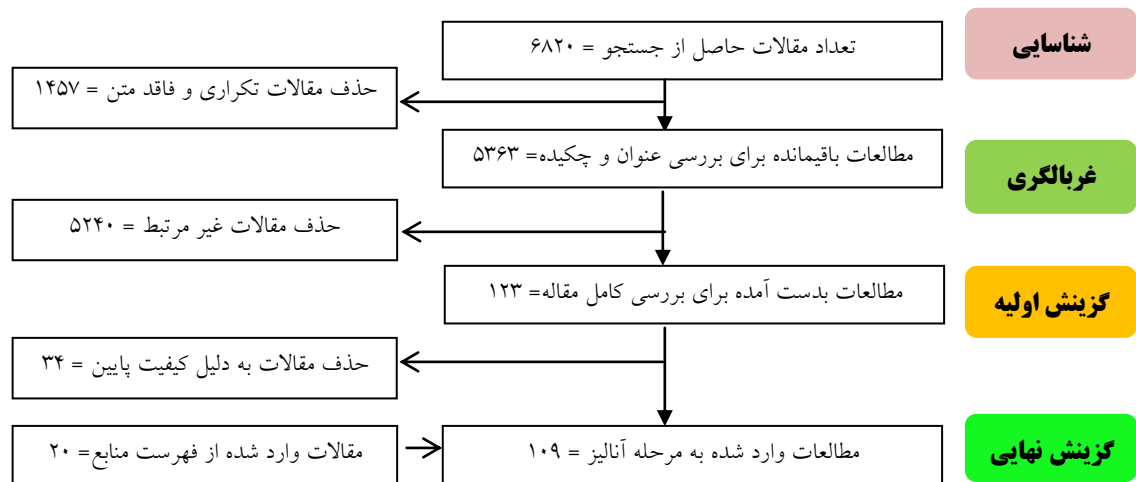 شناسایی
تعداد مقالات حاصل از جستجو = ۶۸۲۰
حذف مقالات تکراری و فاقد متن = ۱۴۵۷
غربالگری
مطالعات باقیمانده برای بررسی عنوان و چکیده= ۵۳۶۳
حذف مقالات غیر مرتبط = ۵۲۴۰
گزینش اولیه
مطالعات بدست آمده برای بررسی کامل مقاله= ۱۲۳
حذف مقالات به دلیل کیفیت پایین = ۳۴
گزینش نهایی
مطالعات وارد شده به مرحله آنالیز = ۱۰۹
مقالات وارد شده از فهرست منابع= ۲۰